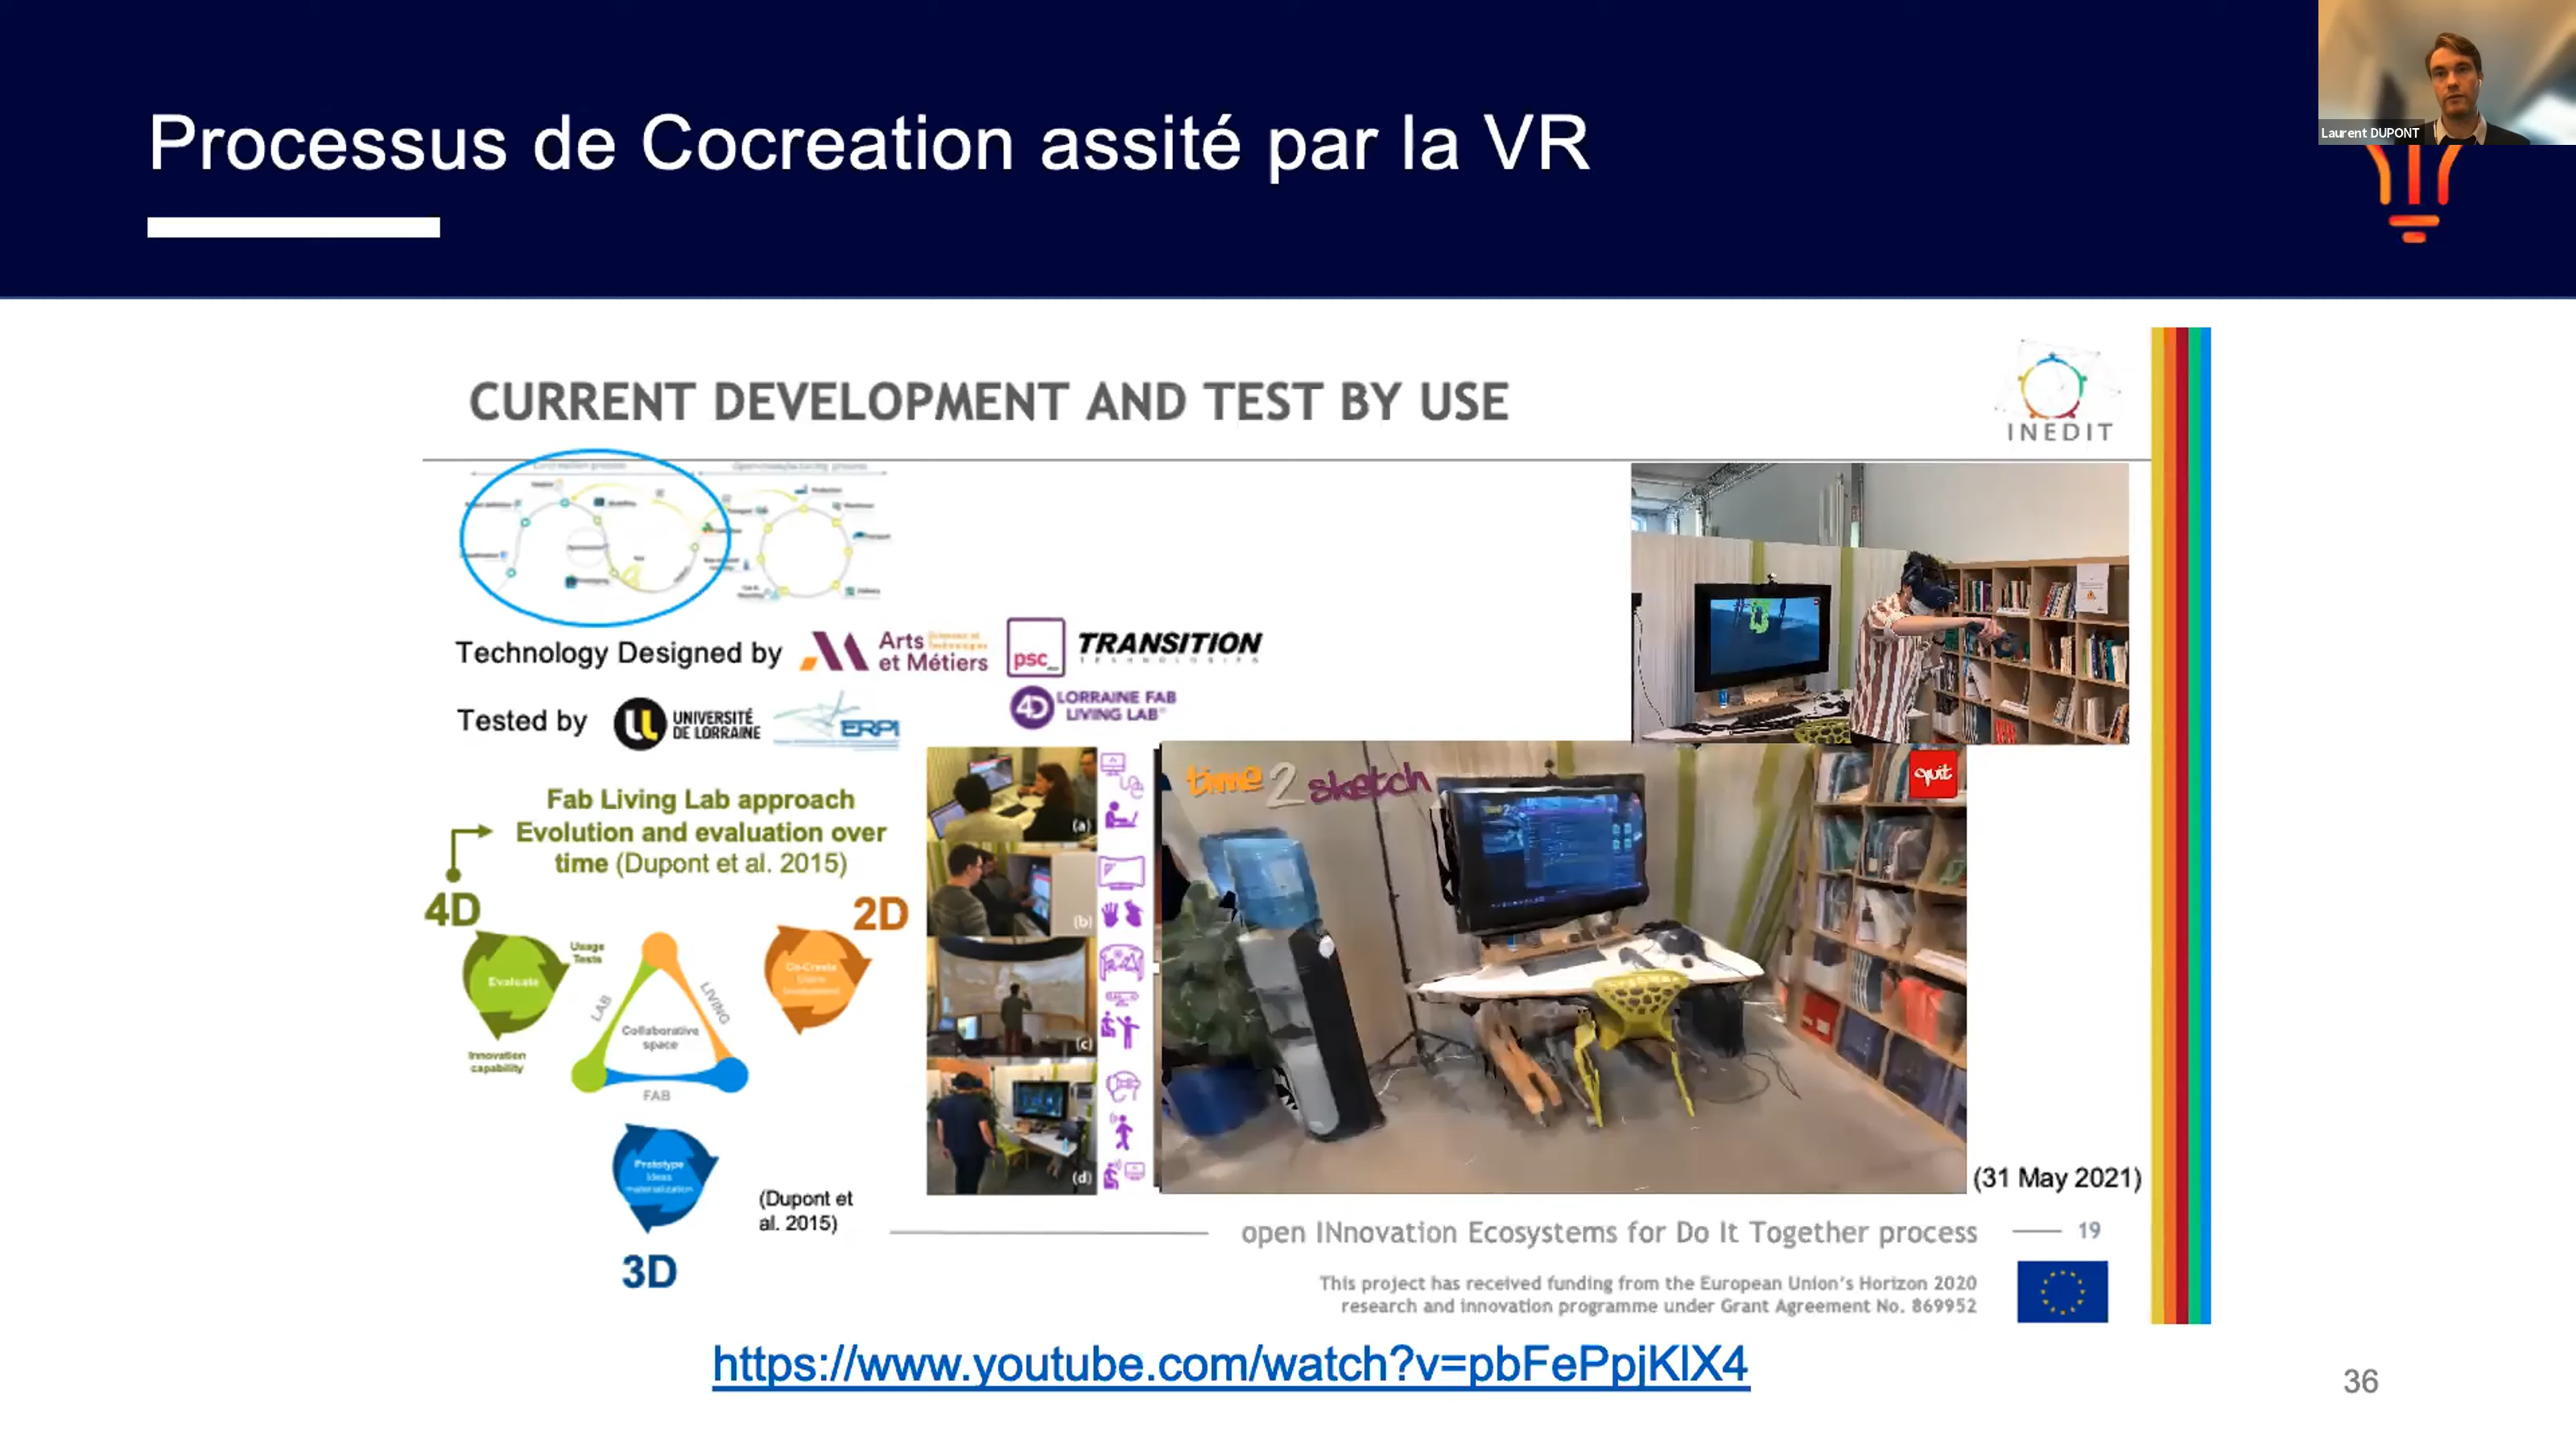 Processus de Cocreation assité par la VR
Laurent DUPONT
CURRENT DEVELOPMENT AND TEST BY USE
INEDIT
Technology Designed by
Arts
et Métiers
psc
TRANSITION
TECHNOLOGIES
Tested by
UNIVERSITÉ
DE LORRAINE
ERPI
4D
LORRAINE FAB
LIVING LAB
Fab Living Lab approach
Evolution and evaluation over
time (Dupont et al. 2015)
4D
2D
Evaluate
Usage
Tests
Innovation
capability
LAB
LIVING
Collaborative
space
FAB
Co-Create
Prototype
Ideas
materialization
3D
(Dupont et
al. 2015)
(a)
(b)
(c)
(d)
time 2 sketch
quit
(31 May 2021)
open INnovation Ecosystems for Do It Together process
19
This project has received funding from the European Union's Horizon 2020
research and innovation programme under Grant Agreement No. 869952
https://www.youtube.com/watch?v=pbFePpjKlX4
36